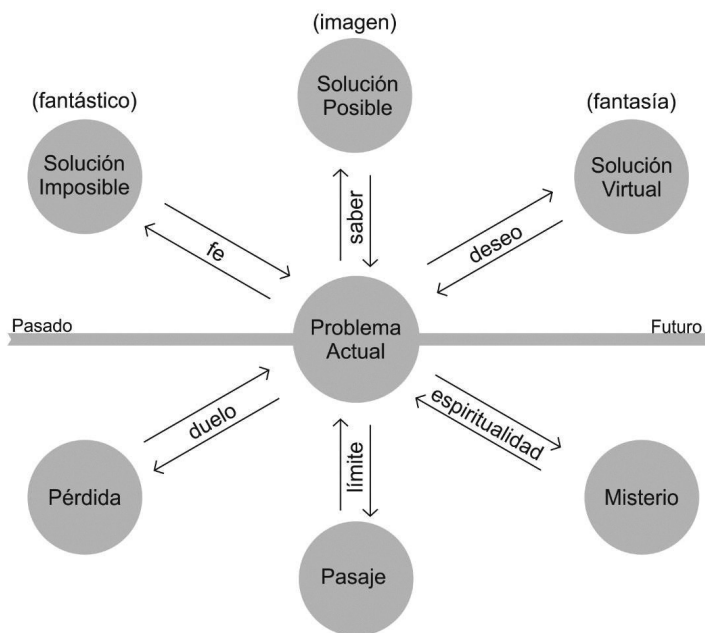 (imagen)
Solución
Posible
(fantástico)
Solución
Imposible
(fantasía)
Solución
Virtual
fe
saber
deseo
Pasado
Problema
Actual
Futuro
duelo
límite
espiritualidad
Pérdida
Pasaje
Misterio